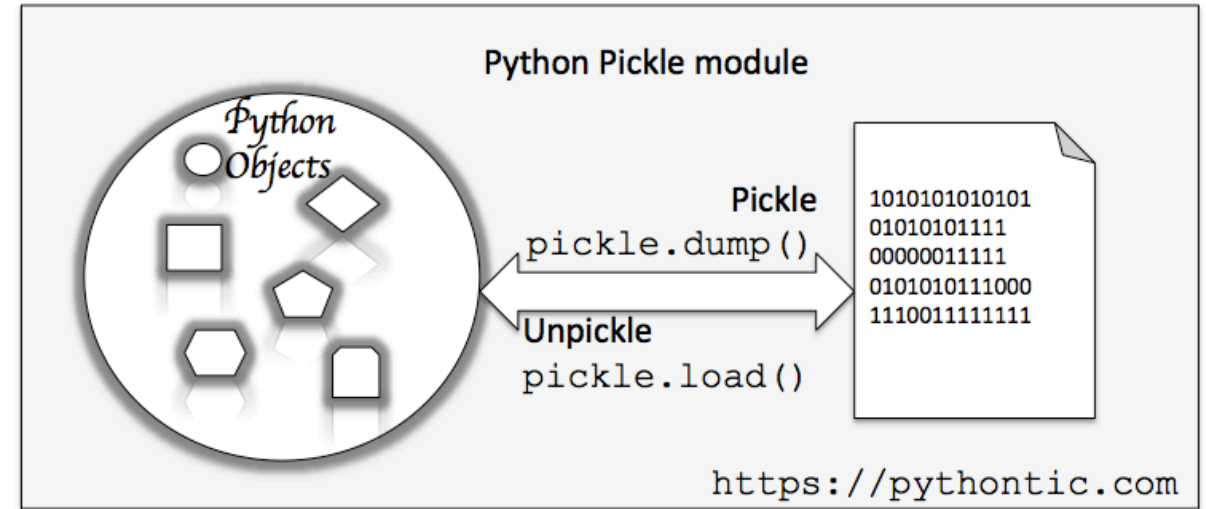 Python Pickle module
Python
Objects
Pickle
pickle.dump()
Unpickle
pickle.load()
1010101010101
01010101111
00000011111
0101010111000
1110011111111
https://pythontic.com